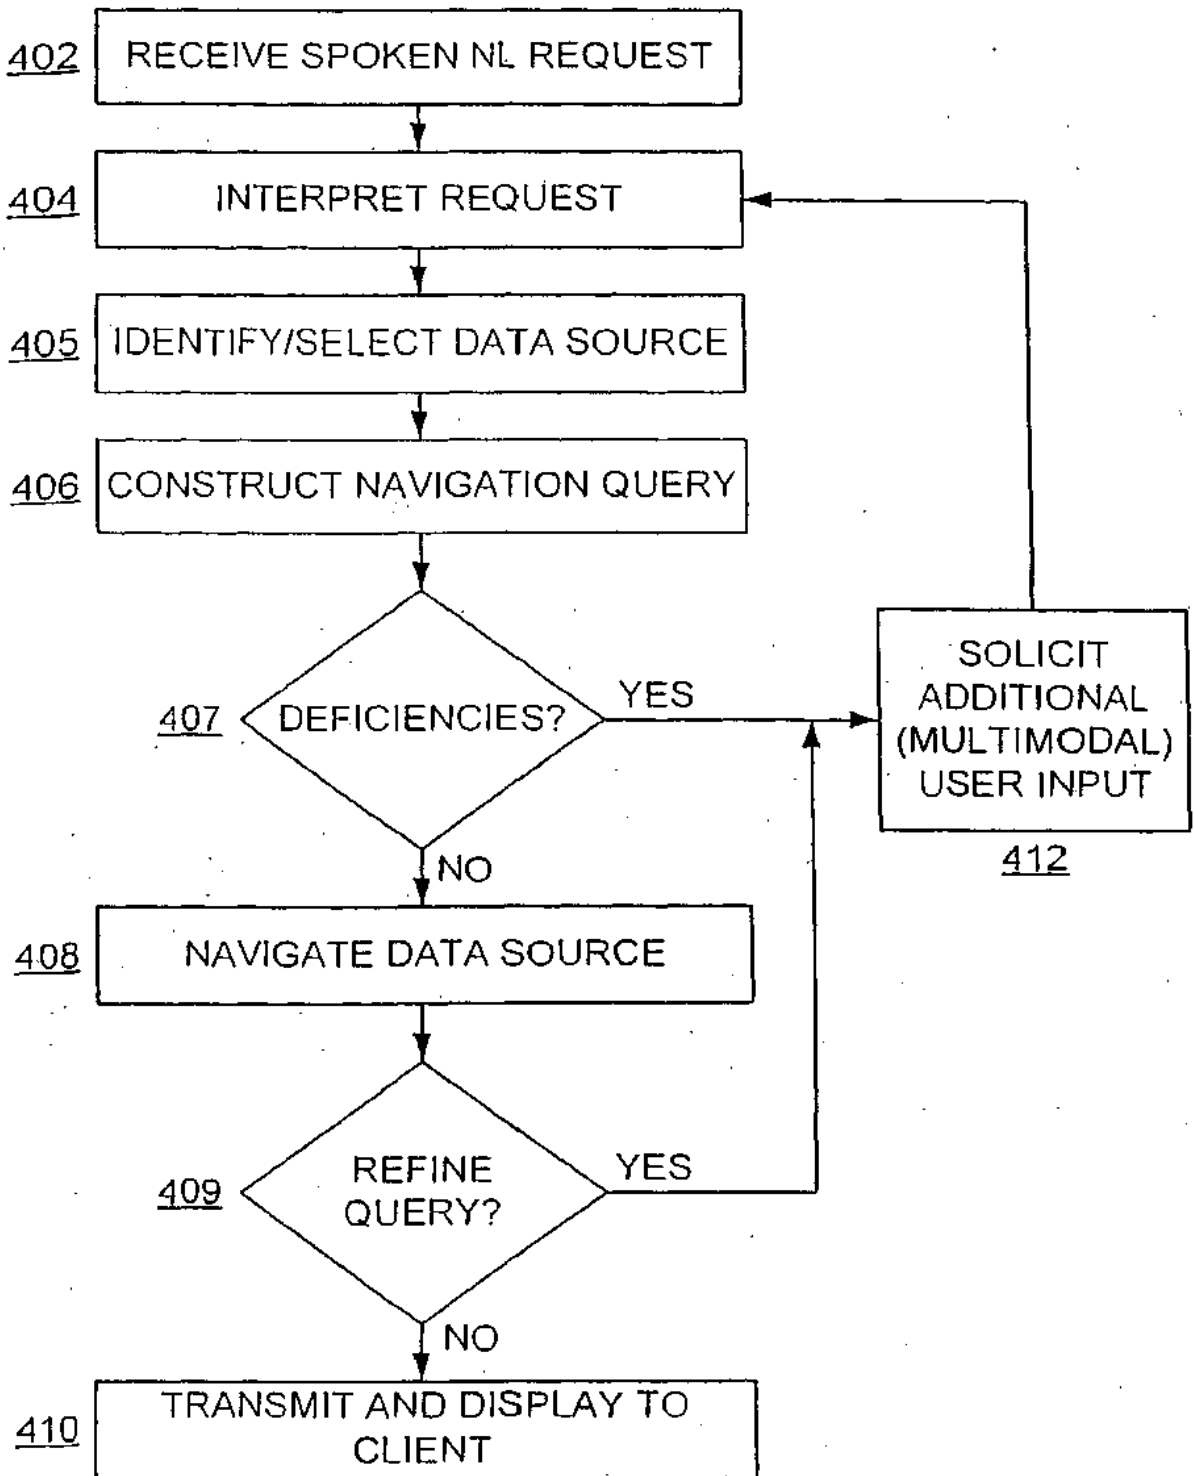 402
RECEIVE SPOKEN NL REQUEST
404
INTERPRET REQUEST
405
IDENTIFY/SELECT DATA SOURCE
406
CONSTRUCT NAVIGATION QUERY
407
DEFICIENCIES?
YES
SOLICIT
ADDITIONAL
(MULTIMODAL)
USER INPUT
412
NO
408
NAVIGATE DATA SOURCE
409
REFINE
QUERY?
YES
NO
410
TRANSMIT AND DISPLAY TO
CLIENT